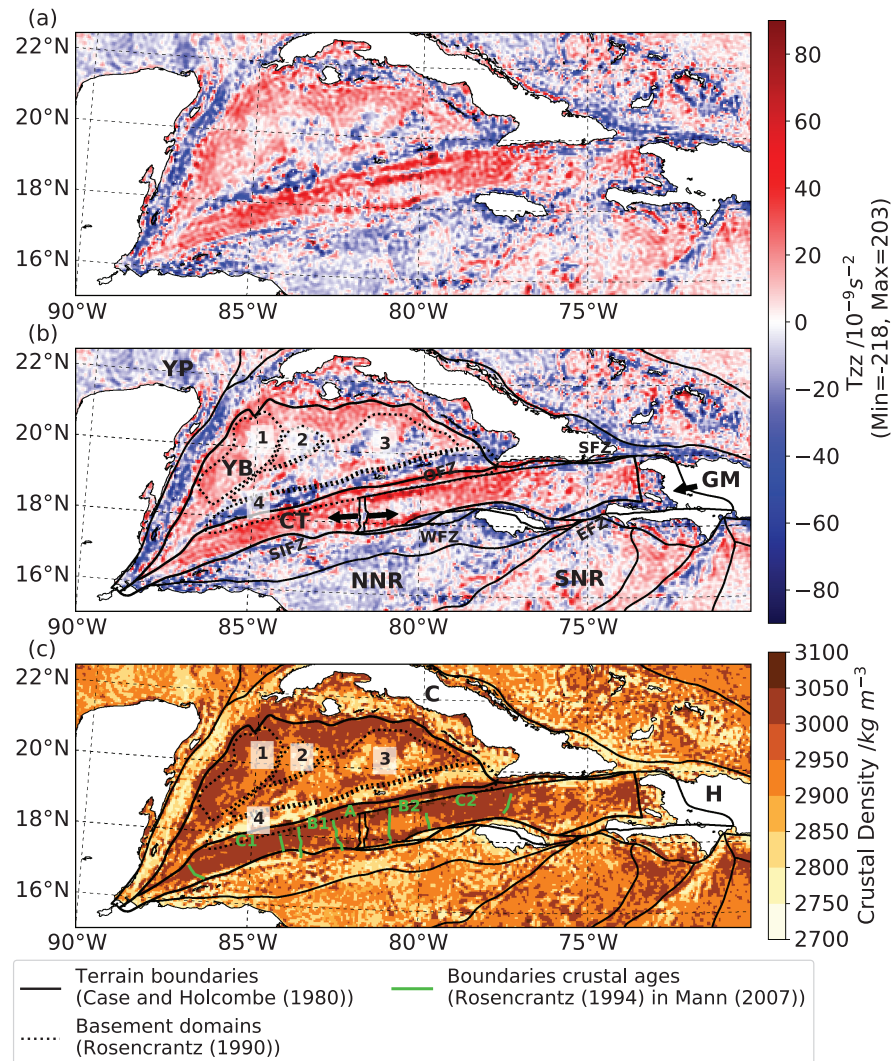 (a)
22°N
20°N
18°N
16°N
90°W
85°W
80°W
75°W
(b)
22°N
20°N
18°N
16°N
YP
1
2
3
YB
4
OFZ
SFZ
GM
CT
SIFZ
WFZ
EFZ
NNR
SNR
90°W
85°W
80°W
75°W
80
60
40
20
0
−20
−40
−60
−80
Tzz /10⁻⁹s⁻²
(Min=-218, Max=203)
(c)
22°N
20°N
18°N
16°N
C
1
2
3
4
H
C1
B1
A
B2
C2
90°W
85°W
80°W
75°W
3100
3050
3000
2950
2900
2850
2800
2750
2700
Crustal Density /kg m⁻³
Terrain boundaries
(Case and Holcombe (1980))
Basement domains
(Rosencrantz (1990))
Boundaries crustal ages
(Rosencrantz (1994) in Mann (2007))